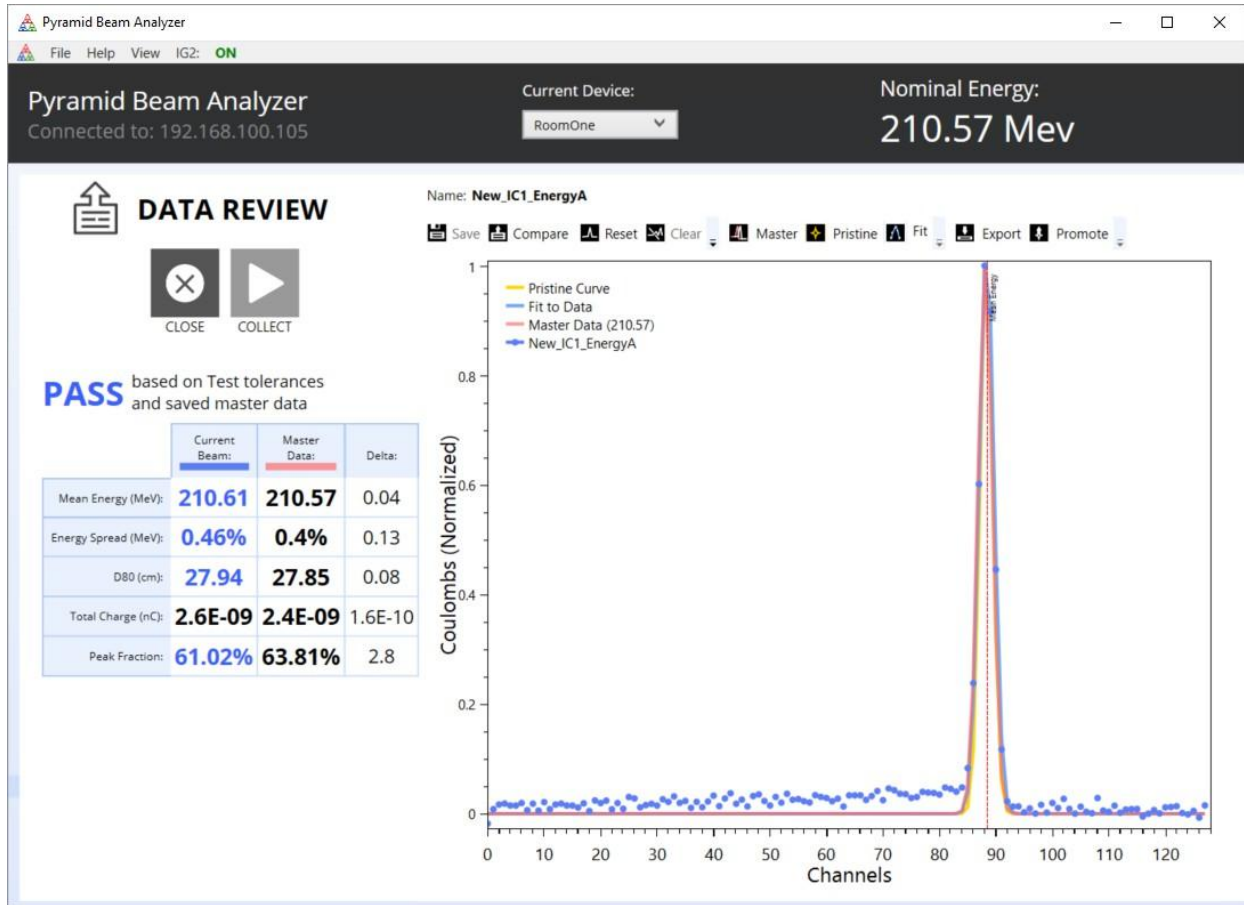 Pyramid Beam Analyzer
File Help View IG2: ON
Pyramid Beam Analyzer
Connected to: 192.168.100.105
Current Device:
RoomOne
Nominal Energy:
210.57 Mev
DATA REVIEW
CLOSE COLLECT
PASS based on Test tolerances
and saved master data
Current Beam: Master Data: Delta:
Mean Energy (MeV): 210.61 210.57 0.04
Energy Spread (MeV): 0.46% 0.4% 0.13
D80 (cm): 27.94 27.85 0.08
Total Charge (nC): 2.6E-09 2.4E-09 1.6E-10
Peak Fraction: 61.02% 63.81% 2.8
Name: New_IC1_EnergyA
Save Compare Reset Clear Master Pristine Fit Export Promote
Pristine Curve
Fit to Data
Master Data (210.57)
New_IC1_EnergyA
Mean Energy
Coulombs (Normalized)
1
0.8
0.6
0.4
0.2
0
0 10 20 30 40 50 60 70 80 90 100 110 120
Channels